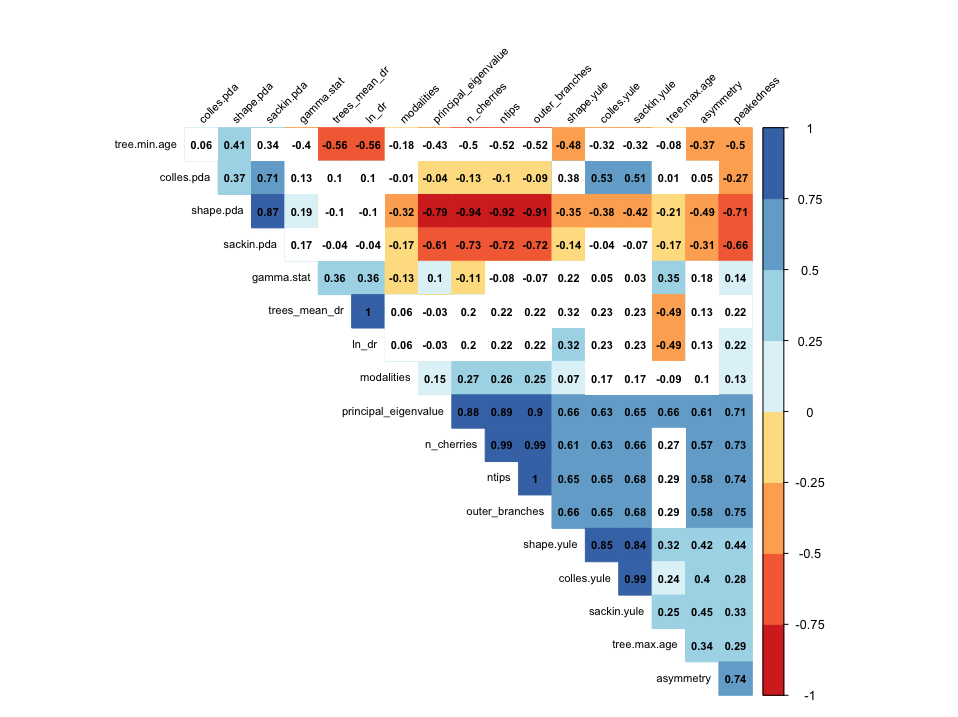 colles.pda
shape.pda
sackin.pda
gamma.stat
trees_mean_dr
ln_dr
modalities
principal_eigenvalue
n_cherries
ntips
outer_branches
shape.yule
colles.yule
sackin.yule
tree.max.age
asymmetry
peakedness
tree.min.age 0.06 0.41 0.34 -0.4 -0.56 -0.56 -0.18 -0.43 -0.5 -0.52 -0.52 -0.48 -0.32 -0.32 -0.08 -0.37 -0.5
colles.pda 0.37 0.71 0.13 0.1 0.1 -0.01 -0.04 -0.13 -0.1 -0.09 0.38 0.53 0.51 0.01 0.05 -0.27
shape.pda 0.87 0.19 -0.1 -0.1 -0.32 -0.79 -0.94 -0.92 -0.91 -0.35 -0.38 -0.42 -0.21 -0.49 -0.71
sackin.pda 0.17 -0.04 -0.04 -0.17 -0.61 -0.73 -0.72 -0.72 -0.14 -0.04 -0.07 -0.17 -0.31 -0.66
gamma.stat 0.36 0.36 -0.13 0.1 -0.11 -0.08 -0.07 0.22 0.05 0.03 0.35 0.18 0.14
trees_mean_dr 1 0.06 -0.03 0.2 0.22 0.22 0.32 0.23 0.23 -0.49 0.13 0.22
ln_dr 0.06 -0.03 0.2 0.22 0.22 0.32 0.23 0.23 -0.49 0.13 0.22
modalities 0.15 0.27 0.26 0.25 0.07 0.17 0.17 -0.09 0.1 0.13
principal_eigenvalue 0.88 0.89 0.9 0.66 0.63 0.65 0.66 0.61 0.71
n_cherries 0.99 0.99 0.61 0.63 0.66 0.27 0.57 0.73
ntips 1 0.65 0.65 0.68 0.29 0.58 0.74
outer_branches 0.66 0.65 0.68 0.29 0.58 0.75
shape.yule 0.85 0.84 0.32 0.42 0.44
colles.yule 0.99 0.24 0.4 0.28
sackin.yule 0.25 0.45 0.33
tree.max.age 0.34 0.29
asymmetry 0.74
1
0.75
0.5
0.25
0
-0.25
-0.5
-0.75
-1